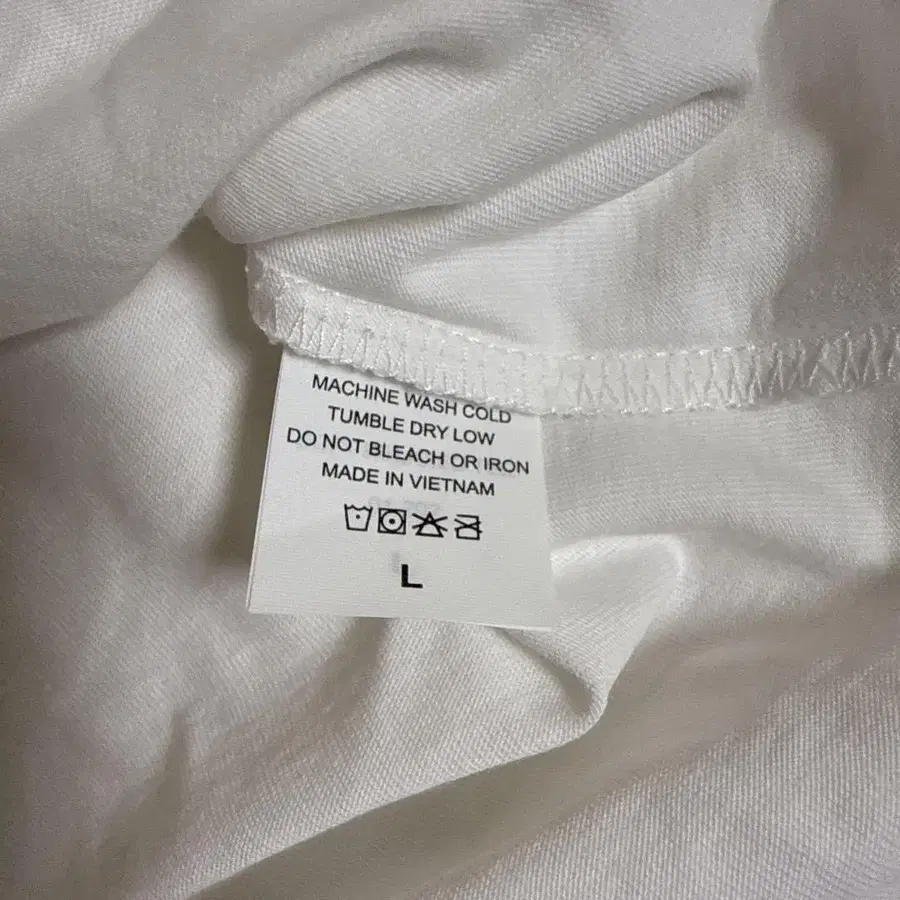 MACHINE WASH COLD
TUMBLE DRY LOW
DO NOT BLEACH OR IRON
MADE IN VIETNAM
L